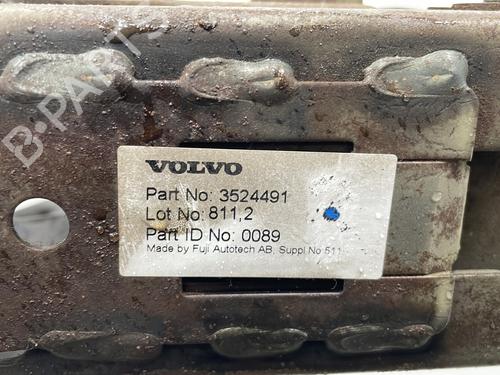 VOLVO
Part No: 3524491
Lot No: 811,2
Part ID No: 0089
Made by Fuji Autotech AB, Suppl No 511
B-PARTS